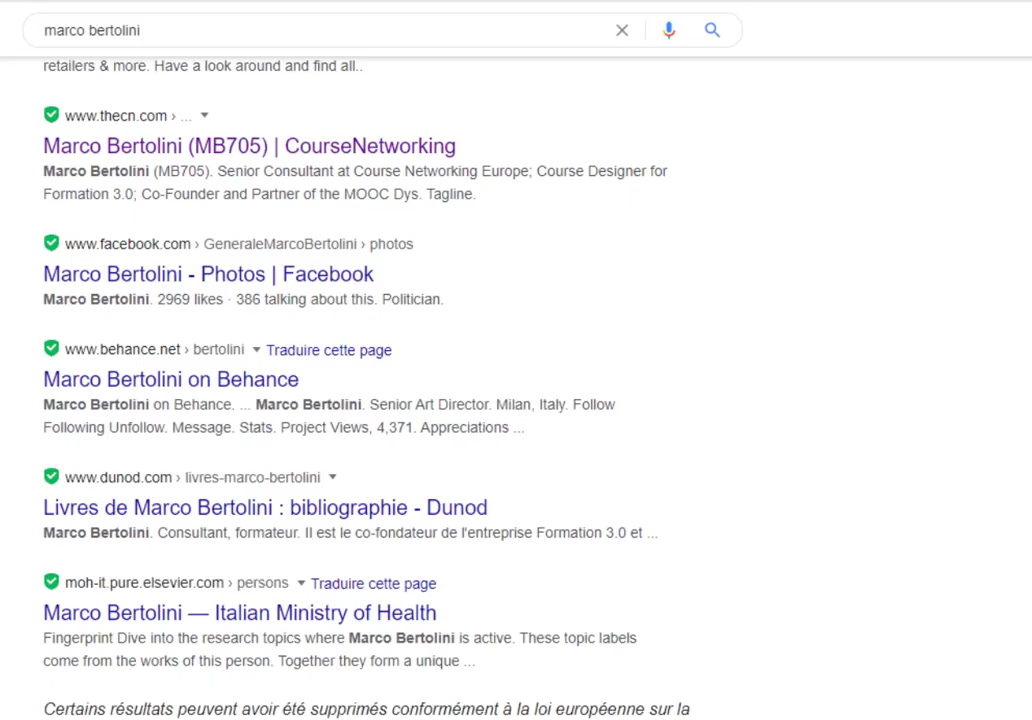 marco bertolini
retailers & more. Have a look around and find all..
www.thecn.com › ...
Marco Bertolini (MB705) | CourseNetworking
Marco Bertolini (MB705). Senior Consultant at Course Networking Europe; Course Designer for
Formation 3.0; Co-Founder and Partner of the MOOC Dys. Tagline.
www.facebook.com › GeneraleMarcoBertolini › photos
Marco Bertolini - Photos | Facebook
Marco Bertolini. 2969 likes · 386 talking about this. Politician.
www.behance.net › bertolini Traduire cette page
Marco Bertolini on Behance
Marco Bertolini on Behance. ... Marco Bertolini. Senior Art Director. Milan, Italy. Follow
Following Unfollow. Message. Stats. Project Views, 4,371. Appreciations ...
www.dunod.com › livres-marco-bertolini
Livres de Marco Bertolini : bibliographie - Dunod
Marco Bertolini. Consultant, formateur. Il est le co-fondateur de l'entreprise Formation 3.0 et ...
moh-it.pure.elsevier.com › persons Traduire cette page
Marco Bertolini — Italian Ministry of Health
Fingerprint Dive into the research topics where Marco Bertolini is active. These topic labels
come from the works of this person. Together they form a unique ...
Certains résultats peuvent avoir été supprimés conformément à la loi européenne sur la